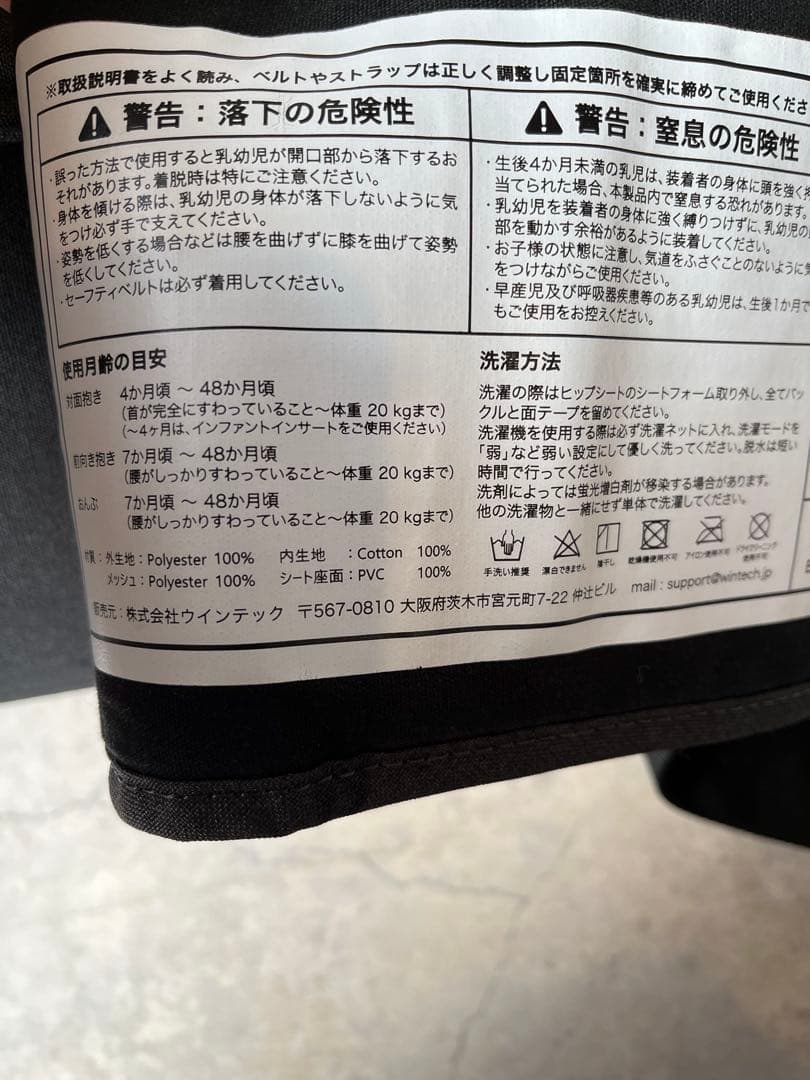 ※取扱説明書をよく読み、ベルトやストラップは正しく調整し固定箇所を確実に締めてご使用くださ
警告：落下の危険性
・誤った方法で使用すると乳幼児が開口部から落下するお
それがあります。着脱時は特にご注意ください。
・身体を傾ける際は、乳幼児の身体が落下しないように気
をつけ必ず手で支えてください。
・姿勢を低くする場合などは腰を曲げずに膝を曲げて姿勢
を低くしてください。
・セーフティベルトは必ず着用してください。
警告：窒息の危険性
・生後4か月未満の乳児は、装着者の身体に頭を強く押
当てられた場合、本製品内で窒息する恐れがあります。
・乳幼児を装着者の身体に強く縛りつけずに、乳幼児の
部を動かす余裕があるように装着してください。
・お子様の状態に注意し、気道をふさぐことのないように気
をつけながらご使用ください。
・早産児及び呼吸器疾患等のある乳幼児は、生後1か月で
もご使用をお控えください。
使用月齢の目安
対面抱き 4か月頃 ～ 48か月頃
(首が完全にすわっていること～体重 20 kgまで)
(～4ヶ月は、インファントインサートをご使用ください)
前向き抱き 7か月頃 ～ 48か月頃
(腰がしっかりすわっていること～体重 20 kgまで)
おんぶ 7か月頃 ～ 48か月頃
(腰がしっかりすわっていること～体重 20 kgまで)
材質：外生地：Polyester 100% 内生地 ：Cotton 100%
メッシュ：Polyester 100% シート座面：PVC 100%
販売元：株式会社ウインテック 〒567-0810 大阪府茨木市宮元町7-22 仲辻ビル mail : support@wintech.jp
洗濯方法
洗濯の際はヒップシートのシートフォーム取り外し、全てバッ
クルと面テープを留めてください。
洗濯機を使用する際は必ず洗濯ネットに入れ、洗濯モードを
「弱」など弱い設定にして優しく洗ってください。脱水は短い
時間で行ってください。
洗剤によっては蛍光増白剤が移染する場合があります。
他の洗濯物と一緒にせず単体で洗濯してください。
手洗い推奨 漂白できません 陰干し 乾燥機使用不可 アイロン使用不可 ドライクリーニング
使用不可